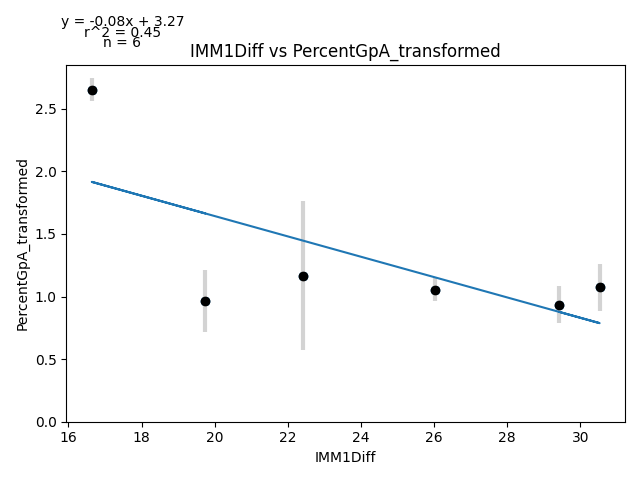 y = -0.08x + 3.27
r^2 = 0.45
n = 6
IMM1Diff vs PercentGpA_transformed
PercentGpA_transformed
2.5
2.0
1.5
1.0
0.5
0.0
16 18 20 22 24 26 28 30
IMM1Diff